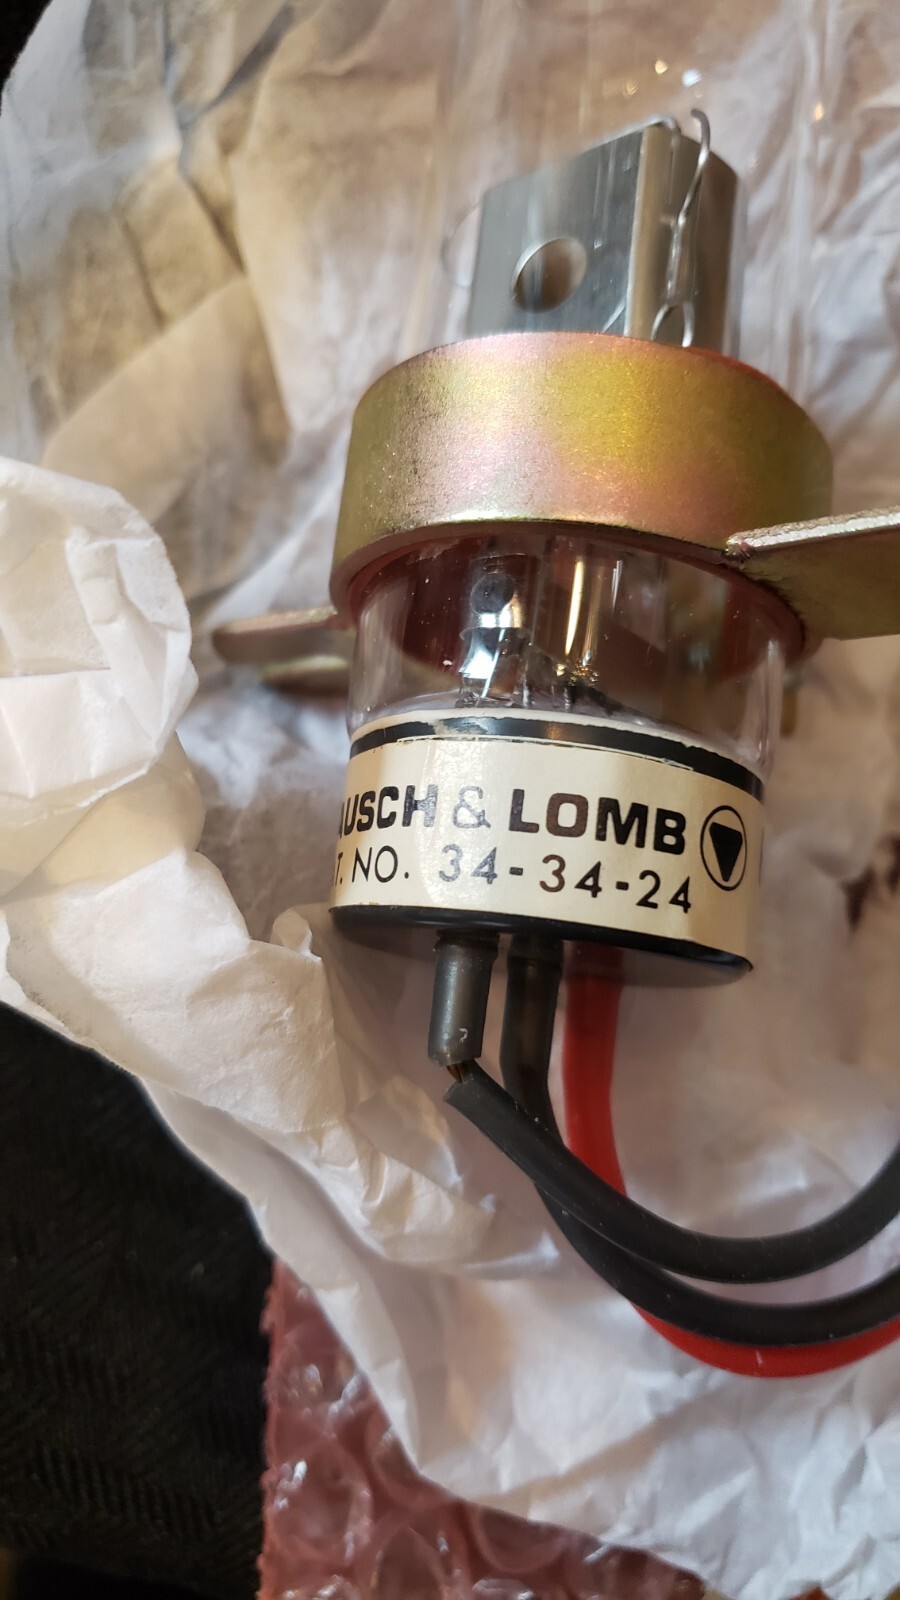 AUSCH & LOMB
T. NO. 34-34-24